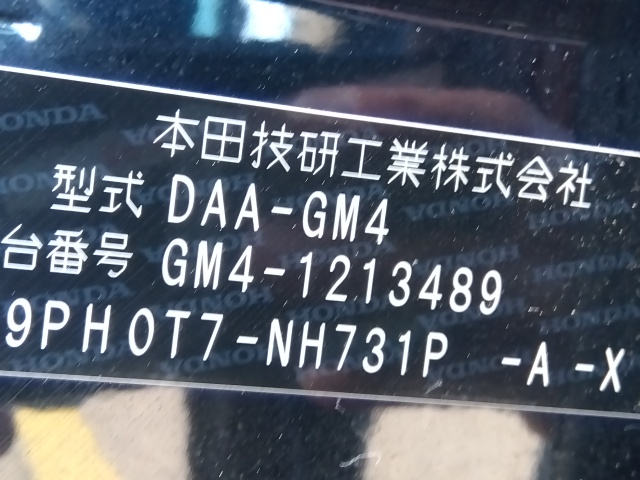 本田技研工業株式会社
型式 DAA-GM4
台番号 GM4-1213489
9PH0T7-NH731P -A -X